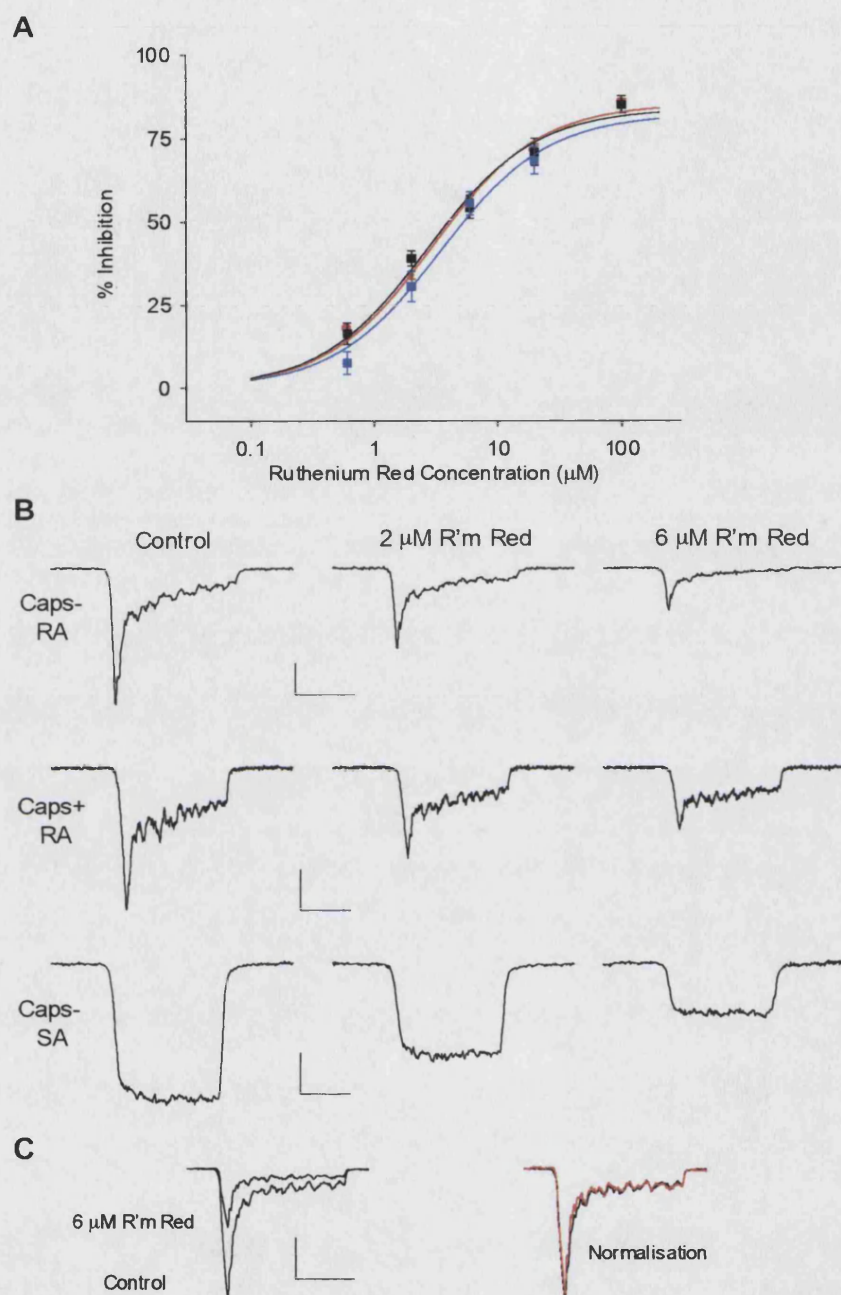 A
100
75
50
25
0
% Inhibition
0.1 1 10 100
Ruthenium Red Concentration (µM)
B
Control 2 µM R'm Red 6 µM R'm Red
Caps-
RA
Caps+
RA
Caps-
SA
C
6 µM R'm Red
Control
Normalisation